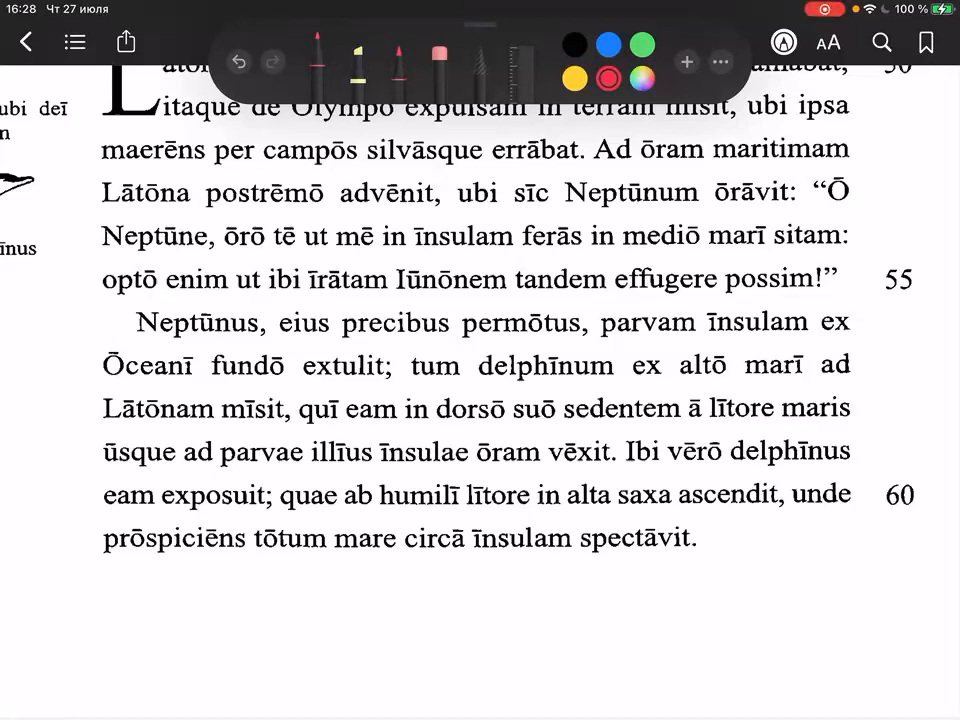 16:28 Чт 27 июля 100 %
AA
itaque dē Olympō expulsam in terram mīsit, ubi ipsa
ubi deī
maerēns per campōs silvāsque errābat. Ad ōram maritimam
Lātōna postrēmō advēnit, ubi sīc Neptūnum ōrāvit: “Ō
Neptūne, ōrō tē ut mē in īnsulam ferās in mediō marī sitam:
īnus
optō enim ut ibi īrātam Iūnōnem tandem effugere possim!” 55
Neptūnus, eius precibus permōtus, parvam īnsulam ex
Ōceanī fundō extulit; tum delphīnum ex altō marī ad
Lātōnam mīsit, quī eam in dorsō suō sedentem ā lītore maris
ūsque ad parvae illīus īnsulae ōram vēxit. Ibi vērō delphīnus
eam exposuit; quae ab humilī lītore in alta saxa ascendit, unde 60
prōspiciēns tōtum mare circā īnsulam spectāvit.